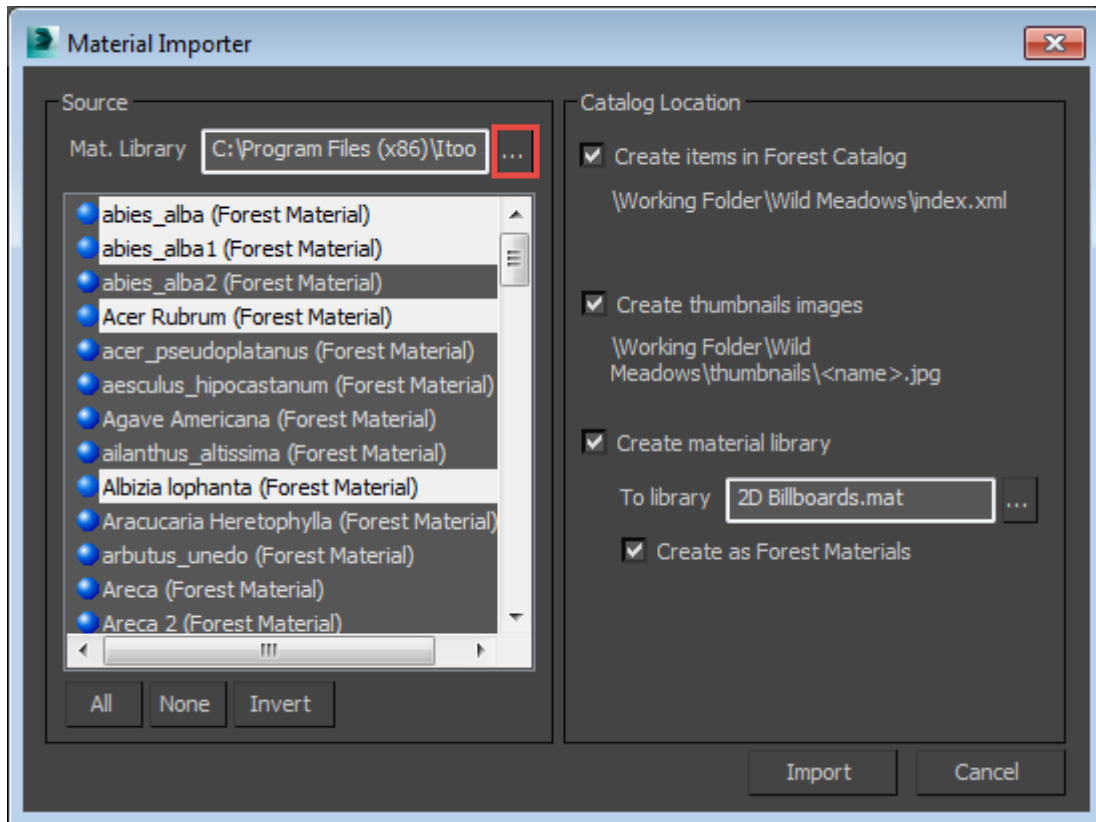 Material Importer
Source
Mat. Library C:\Program Files (x86)\Itoo ...
abies_alba (Forest Material)
abies_alba1 (Forest Material)
abies_alba2 (Forest Material)
Acer Rubrum (Forest Material)
acer_pseudoplatanus (Forest Material)
aesculus_hipocastanum (Forest Material)
Agave Americana (Forest Material)
ailanthus_altissima (Forest Material)
Albizia lophanta (Forest Material)
Aracucaria Heretophylla (Forest Material)
arbutus_unedo (Forest Material)
Areca (Forest Material)
Areca 2 (Forest Material)
All None Invert
Catalog Location
Create items in Forest Catalog
\Working Folder\Wild Meadows\index.xml
Create thumbnails images
\Working Folder\Wild
Meadows\thumbnails\<name>.jpg
Create material library
To library 2D Billboards.mat ...
Create as Forest Materials
Import Cancel